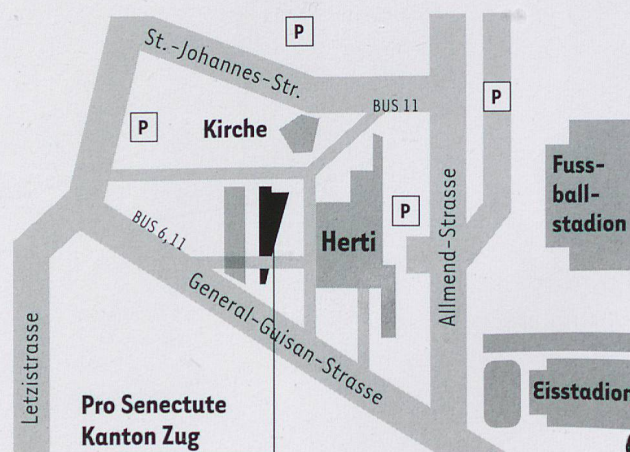 P
St.-Johannes-Str.
P
BUS 11
P
Kirche
Fuss-
ball-
stadion
P
BUS 6,11
Herti
Allmend-Strasse
General-Guisan-Strasse
Letzistrasse
Eisstadion
Pro Senectute
Kanton Zug